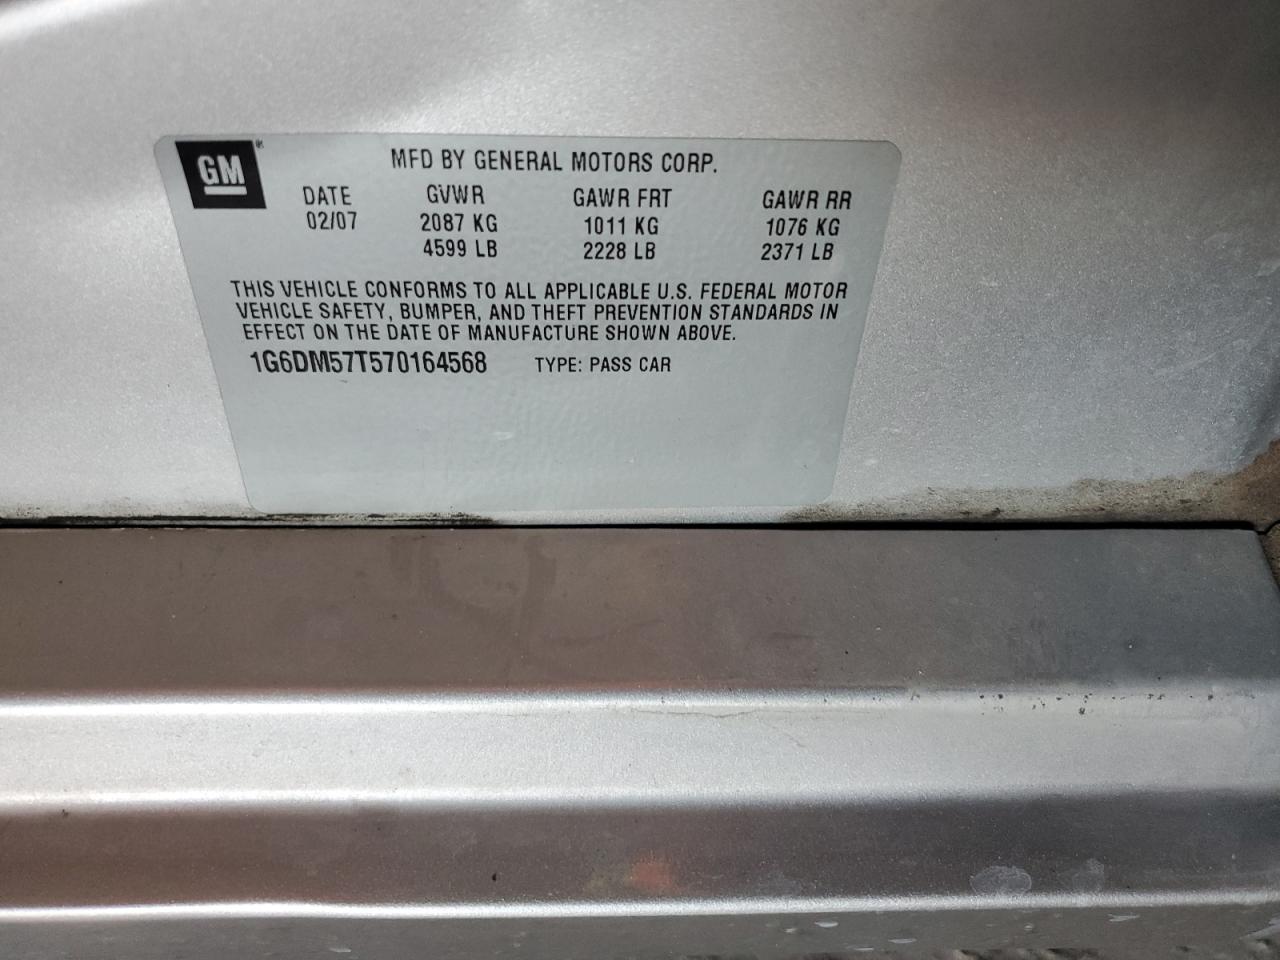 GM®
MFD BY GENERAL MOTORS CORP.
DATE GVWR GAWR FRT GAWR RR
02/07 2087 KG 1011 KG 1076 KG
4599 LB 2228 LB 2371 LB
THIS VEHICLE CONFORMS TO ALL APPLICABLE U.S. FEDERAL MOTOR
VEHICLE SAFETY, BUMPER, AND THEFT PREVENTION STANDARDS IN
EFFECT ON THE DATE OF MANUFACTURE SHOWN ABOVE.
1G6DM57T570164568 TYPE: PASS CAR